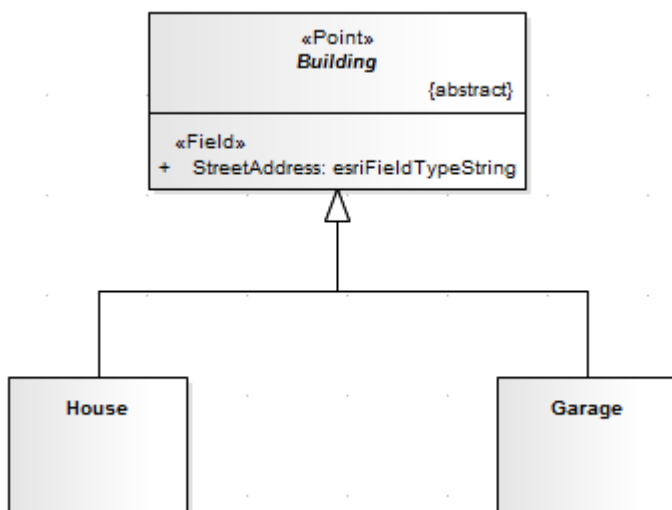 «Point»
Building
{abstract}
«Field»
+ StreetAddress: esriFieldTypeString
House
Garage